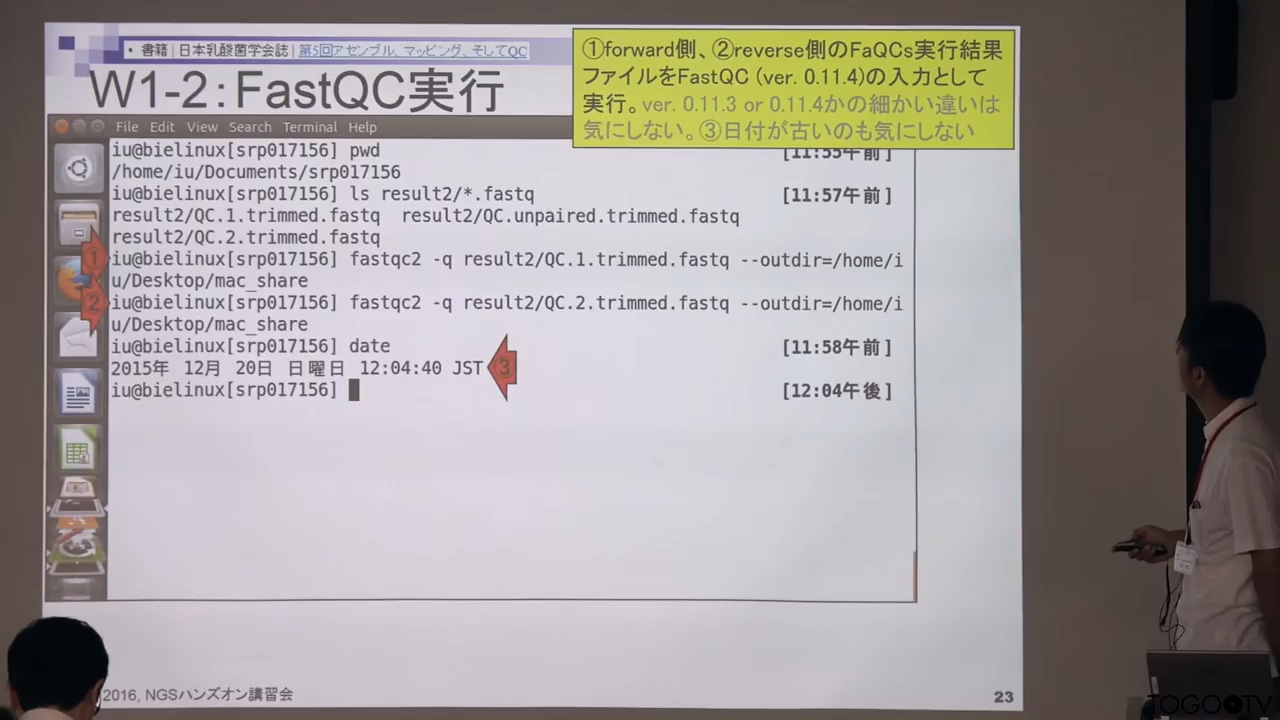 • 書籍 | 日本乳酸菌学会誌 | 第5回アセンブル、マッピング、そしてQC
W1-2：FastQC実行
①forward側、②reverse側のFaQCs実行結果
ファイルをFastQC (ver. 0.11.4)の入力として
実行。ver. 0.11.3 or 0.11.4かの細かい違いは
気にしない。③日付が古いのも気にしない
File Edit View Search Terminal Help
iu@bielinux[srp017156] pwd [11:55午前]
/home/iu/Documents/srp017156
iu@bielinux[srp017156] ls result2/*.fastq [11:57午前]
result2/QC.1.trimmed.fastq result2/QC.unpaired.trimmed.fastq
result2/QC.2.trimmed.fastq
① iu@bielinux[srp017156] fastqc2 -q result2/QC.1.trimmed.fastq --outdir=/home/i
u/Desktop/mac_share
② iu@bielinux[srp017156] fastqc2 -q result2/QC.2.trimmed.fastq --outdir=/home/i
u/Desktop/mac_share
iu@bielinux[srp017156] date [11:58午前]
2015年 12月 20日 日曜日 12:04:40 JST ③
iu@bielinux[srp017156] [12:04午後]
2016, NGSハンズオン講習会
23
TOGOTV